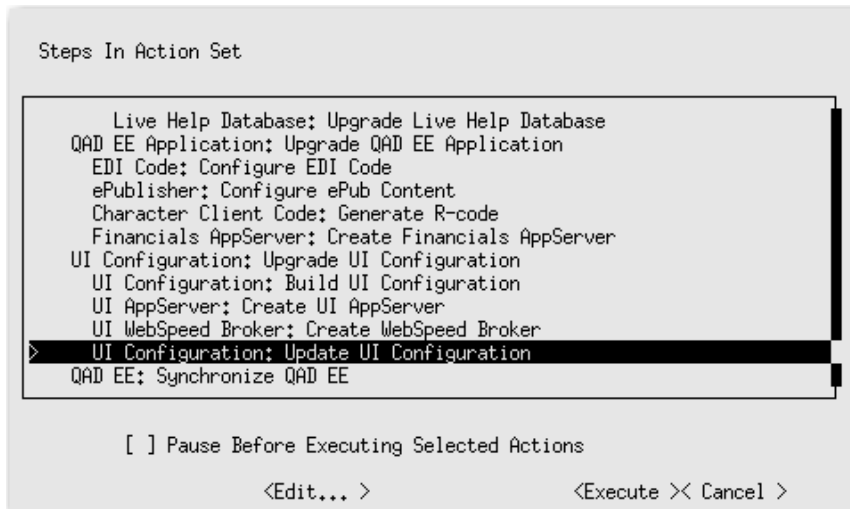 Steps In Action Set
Live Help Database: Upgrade Live Help Database
QAD EE Application: Upgrade QAD EE Application
EDI Code: Configure EDI Code
ePublisher: Configure ePub Content
Character Client Code: Generate R-code
Financials AppServer: Create Financials AppServer
UI Configuration: Upgrade UI Configuration
UI Configuration: Build UI Configuration
UI AppServer: Create UI AppServer
UI WebSpeed Broker: Create WebSpeed Broker
> UI Configuration: Update UI Configuration
QAD EE: Synchronize QAD EE
[ ] Pause Before Executing Selected Actions
<Edit... > <Execute >< Cancel >